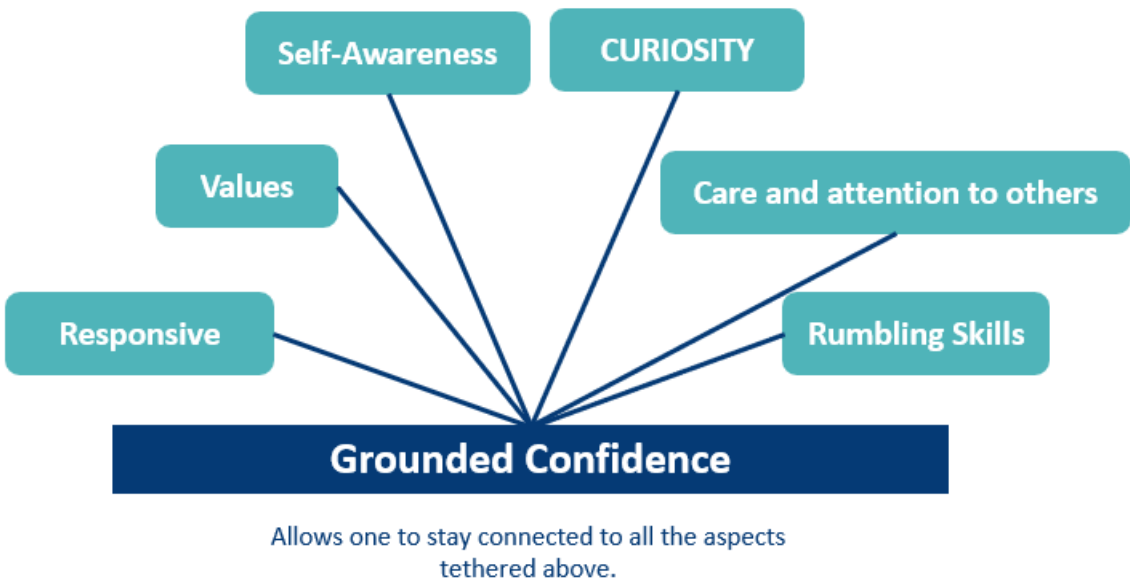 Self-Awareness
CURIOSITY
Values
Care and attention to others
Responsive
Rumbling Skills
Grounded Confidence
Allows one to stay connected to all the aspects
tethered above.